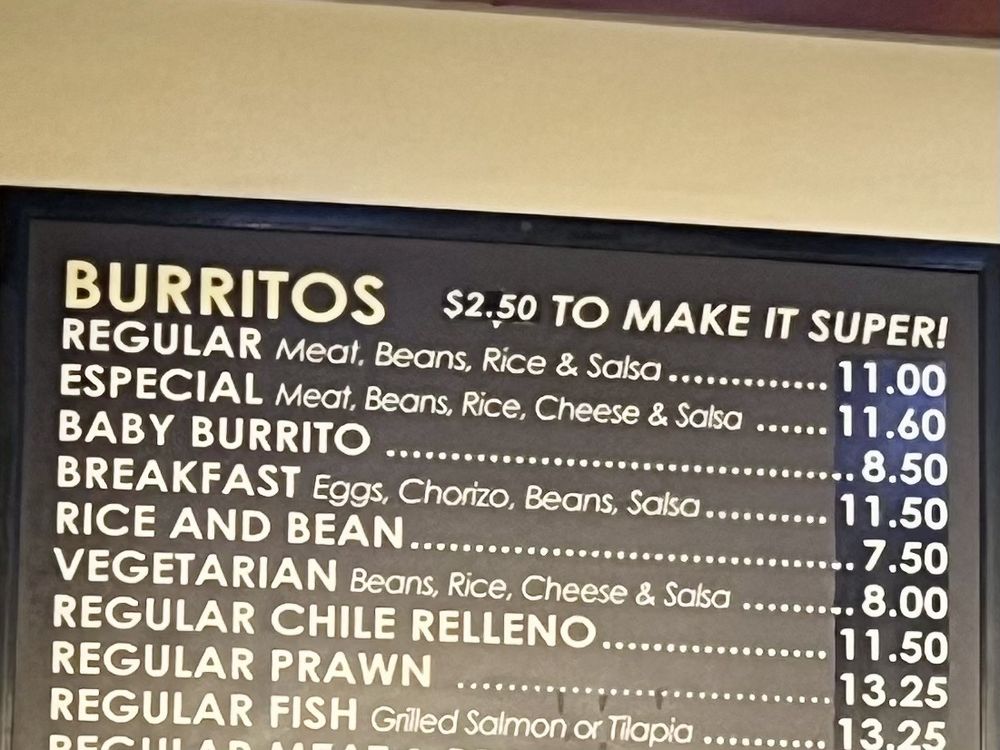 BURRITOS $2.50 TO MAKE IT SUPER!
REGULAR Meat, Beans, Rice & Salsa ............. 11.00
ESPECIAL Meat, Beans, Rice, Cheese & Salsa ...... 11.60
BABY BURRITO ........................................ 8.50
BREAKFAST Eggs, Chorizo, Beans, Salsa .......... 11.50
RICE AND BEAN ...................................... 7.50
VEGETARIAN Beans, Rice, Cheese & Salsa ......... 8.00
REGULAR CHILE RELLENO .................... 11.50
REGULAR PRAWN ................................ 13.25
REGULAR FISH Grilled Salmon or Tilapia ......... 13.25
REGULAR MEAT &